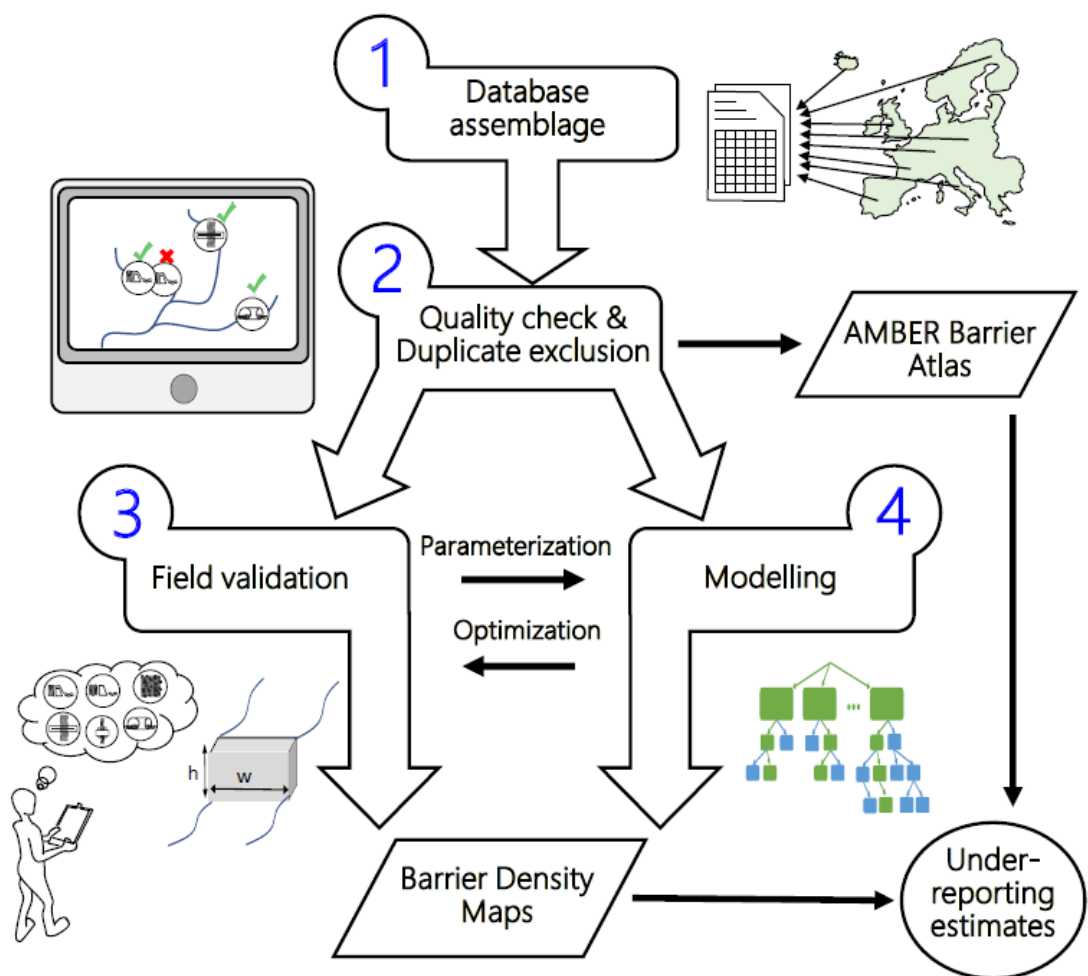 1
Database
assemblage
2
Quality check &
Duplicate exclusion
AMBER Barrier
Atlas
3
Field validation
Parameterization
Optimization
4
Modelling
h
w
...
Barrier Density
Maps
Under-
reporting
estimates